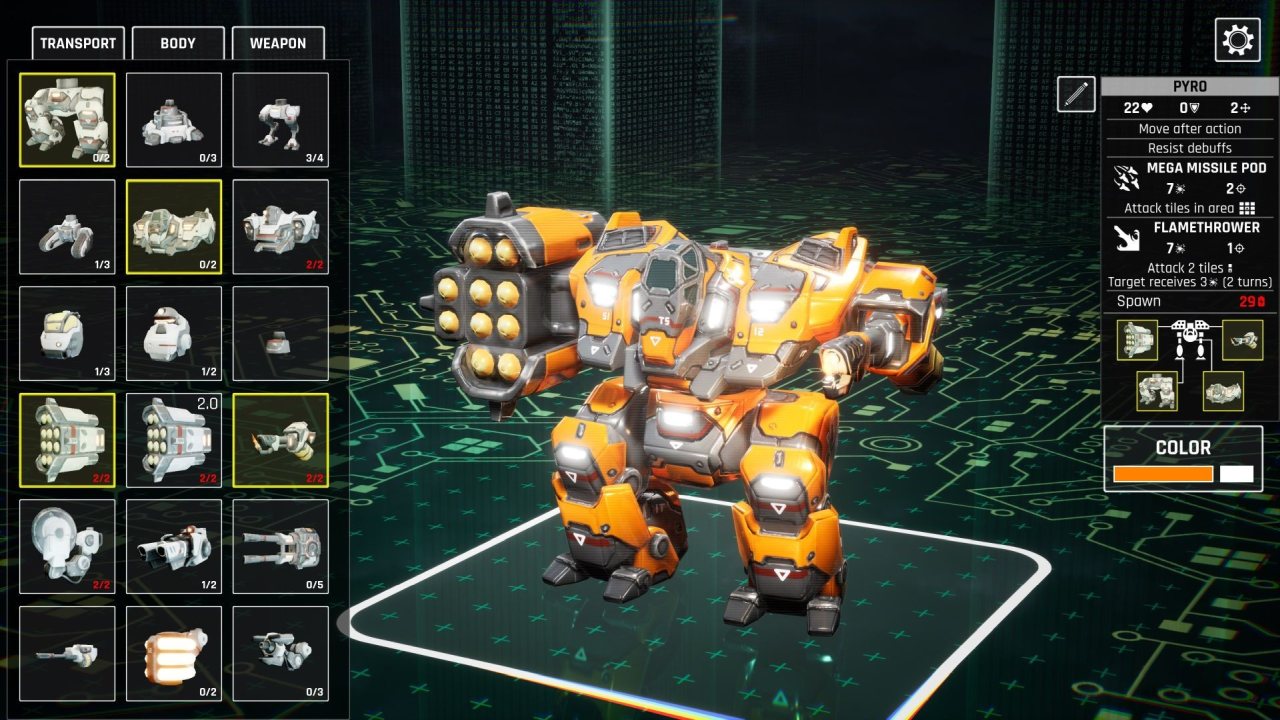 TRANSPORT
BODY
WEAPON
0/2
0/3
3/4
1/3
0/2
2/2
1/3
1/2
2/2
2.0
2/2
2/2
2/2
1/2
0/5
0/2
0/3
T5
12
PYRO
22 0 2
Move after action
Resist debuffs
MEGA MISSILE POD
7 2
Attack tiles in area
FLAMETHROWER
7 1
Attack 2 tiles
Target receives 3 (2 turns)
Spawn 29
COLOR